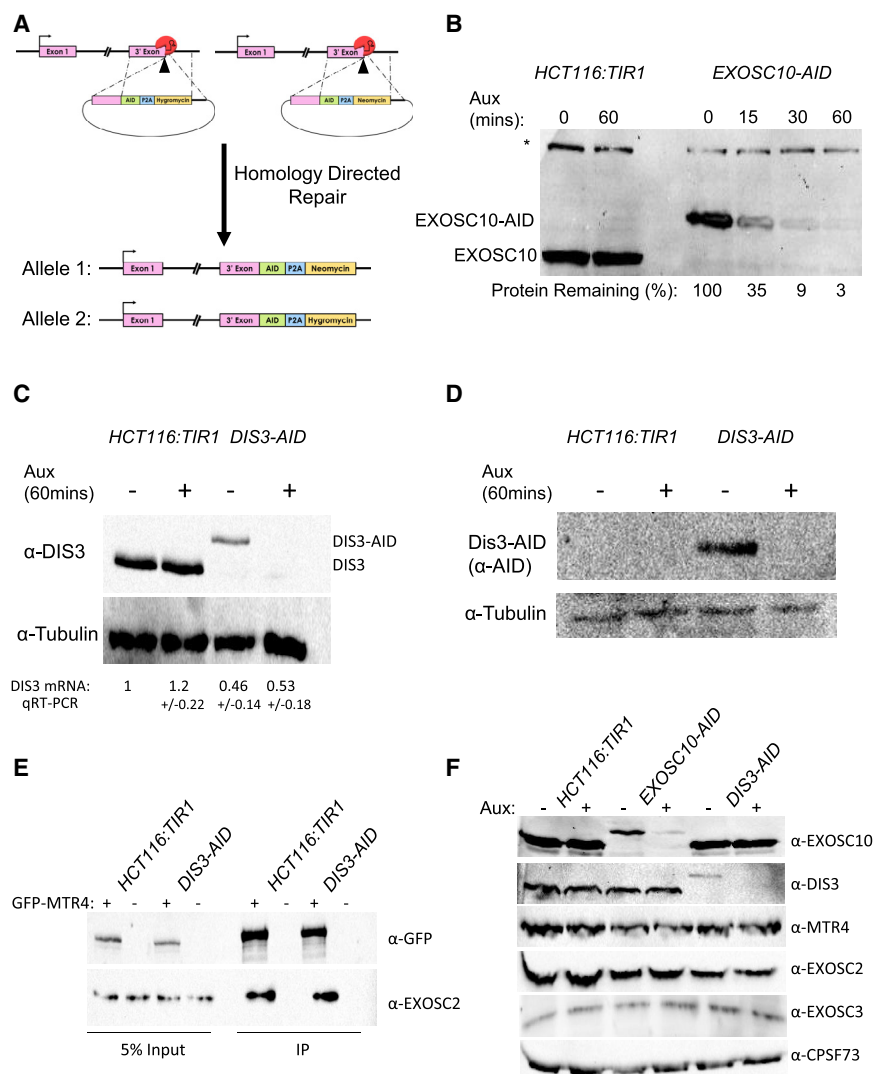 A
Exon 1
3' Exon
Exon 1
3' Exon
AID P2A Hygromycin
AID P2A Neomycin
Homology Directed
Repair
Allele 1:
Exon 1
3' Exon AID P2A Neomycin
Allele 2:
Exon 1
3' Exon AID P2A Hygromycin
B
HCT116:TIR1 EXOSC10-AID
Aux
(mins): 0 60 0 15 30 60
*
EXOSC10-AID
EXOSC10
Protein Remaining (%): 100 35 9 3
C
HCT116:TIR1 DIS3-AID
Aux
(60mins) - + - +
α-DIS3
DIS3-AID
DIS3
α-Tubulin
DIS3 mRNA: 1 1.2 0.46 0.53
qRT-PCR +/-0.22 +/-0.14 +/-0.18
D
HCT116:TIR1 DIS3-AID
Aux
(60mins) - + - +
Dis3-AID
(α-AID)
α-Tubulin
E
HCT116:TIR1
DIS3-AID
HCT116:TIR1
DIS3-AID
GFP-MTR4: + - + - + - + -
α-GFP
α-EXOSC2
5% Input IP
F
HCT116:TIR1
EXOSC10-AID
DIS3-AID
Aux: - + - + - +
α-EXOSC10
α-DIS3
α-MTR4
α-EXOSC2
α-EXOSC3
α-CPSF73